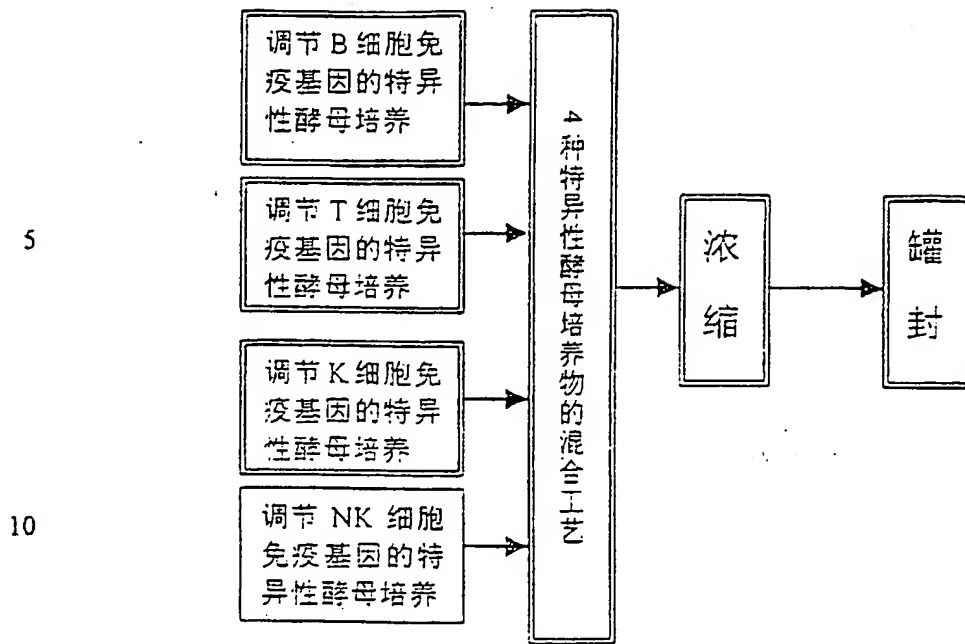 调节 B 细胞免
疫基因的特异
性酵母培养
5
调节 T 细胞免
疫基因的特异
性酵母培养
调节 K 细胞免
疫基因的特异
性酵母培养
10
调节 NK 细胞
免疫基因的特
异性酵母培养
4种特异性酵母培养物的混合工艺
浓
缩
罐
封